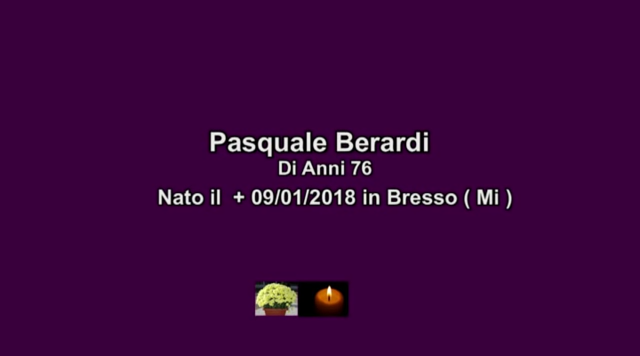 Pasquale Berardi
Di Anni 76
Nato il + 09/01/2018 in Bresso ( Mi )